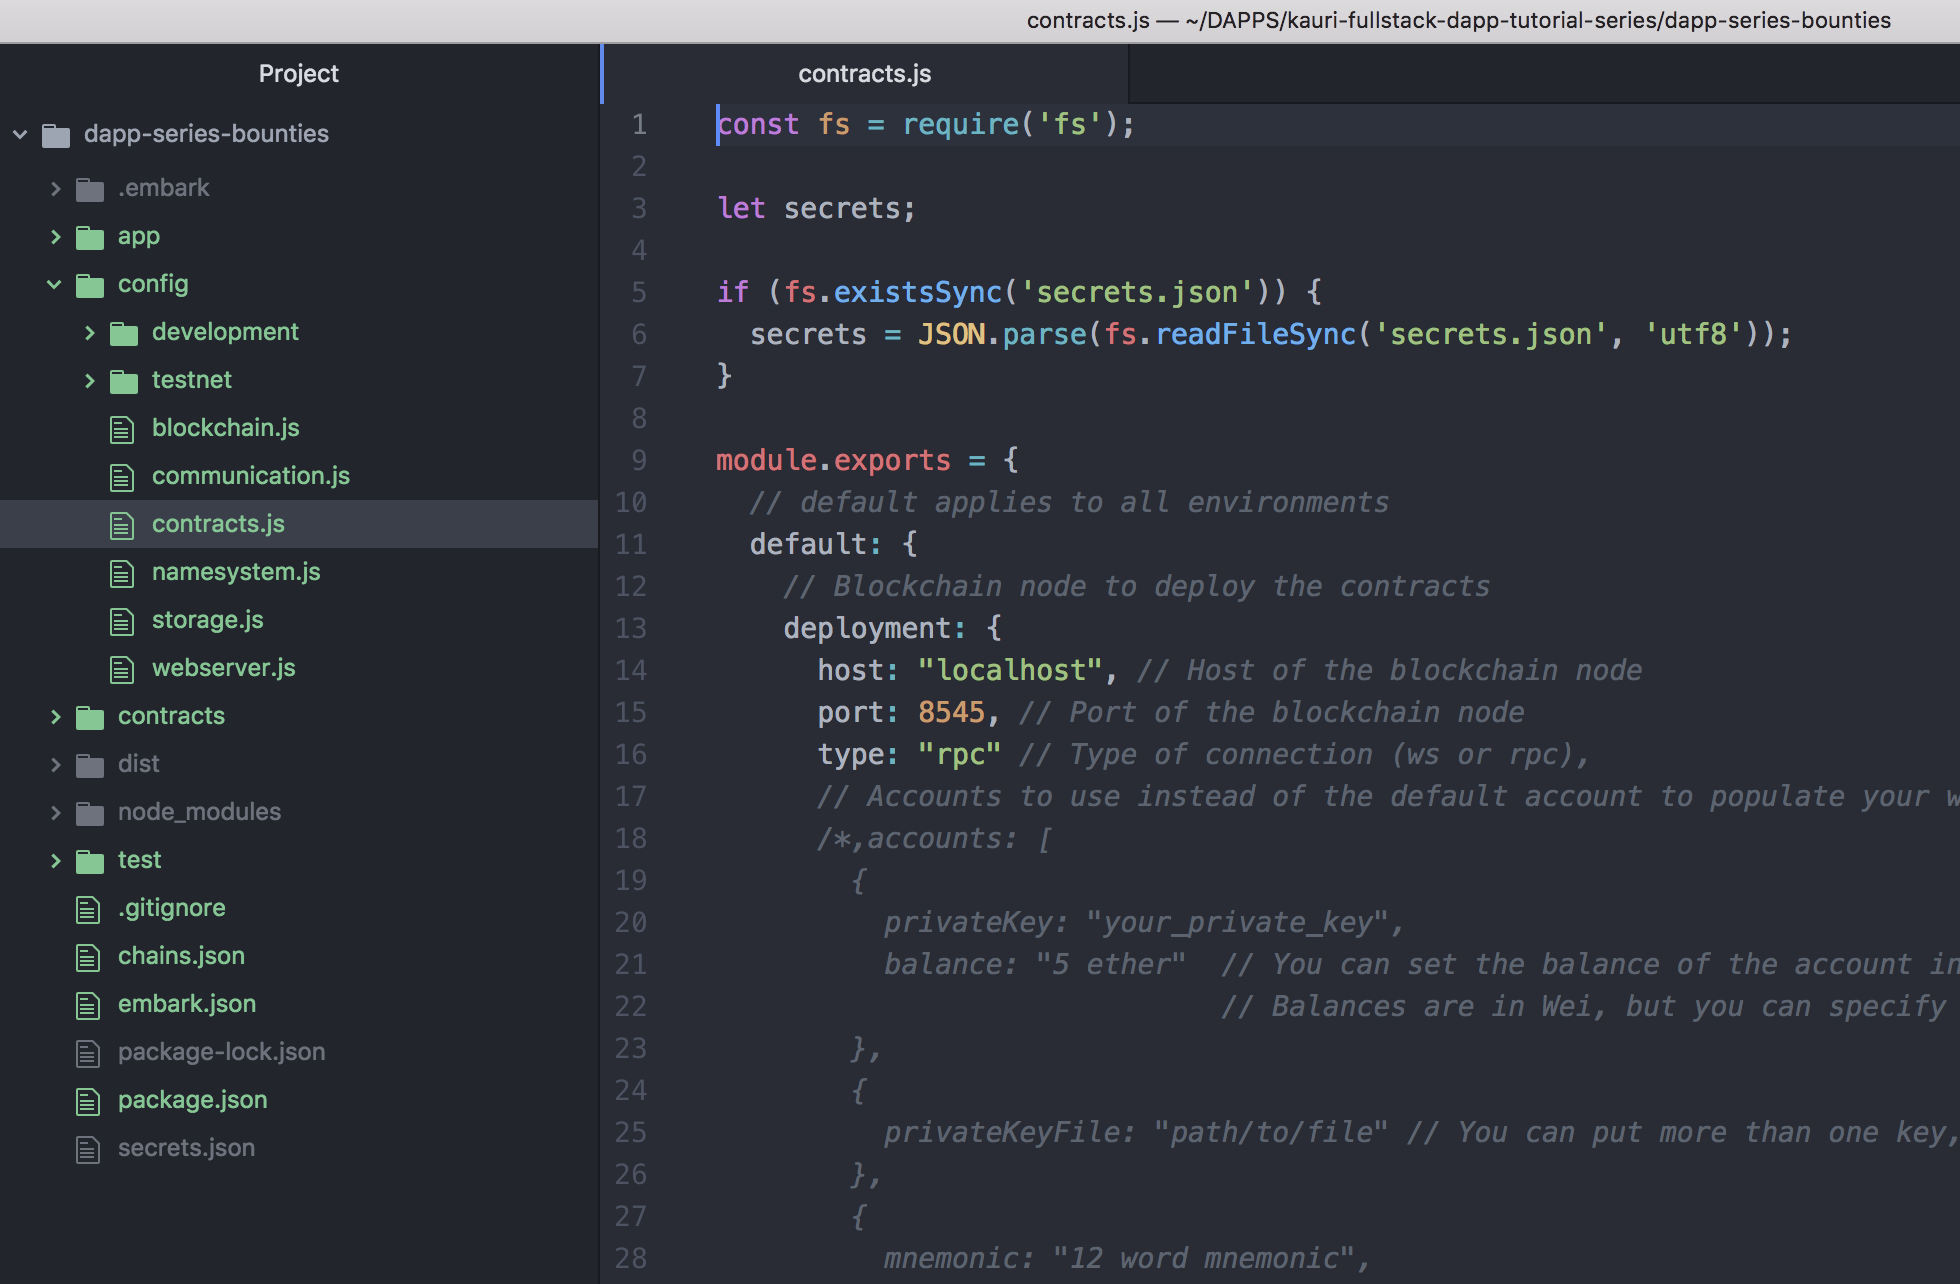 contracts.js — ~/DAPPS/kauri-fullstack-dapp-tutorial-series/dapp-series-bounties
Project
dapp-series-bounties
.embark
app
config
development
testnet
blockchain.js
communication.js
contracts.js
namesystem.js
storage.js
webserver.js
contracts
dist
node_modules
test
.gitignore
chains.json
embark.json
package-lock.json
package.json
secrets.json
contracts.js
1 const fs = require('fs');
2
3 let secrets;
4
5 if (fs.existsSync('secrets.json')) {
6 secrets = JSON.parse(fs.readFileSync('secrets.json', 'utf8'));
7 }
8
9 module.exports = {
10 // default applies to all environments
11 default: {
12 // Blockchain node to deploy the contracts
13 deployment: {
14 host: "localhost", // Host of the blockchain node
15 port: 8545, // Port of the blockchain node
16 type: "rpc" // Type of connection (ws or rpc),
17 // Accounts to use instead of the default account to populate your
18 /*,accounts: [
19 {
20 privateKey: "your_private_key",
21 balance: "5 ether" // You can set the balance of the account in
22 // Balances are in Wei, but you can specify
23 },
24 {
25 privateKeyFile: "path/to/file" // You can put more than one key,
26 },
27 {
28 mnemonic: "12 word mnemonic",